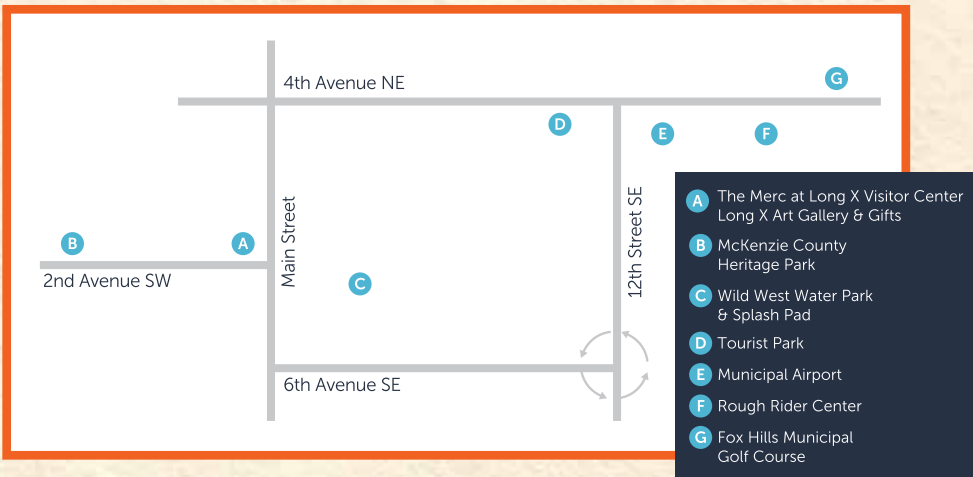 4th Avenue NE
G
D
E
F
Main Street
12th Street SE
B
A
2nd Avenue SW
C
6th Avenue SE
A The Merc at Long X Visitor Center
Long X Art Gallery & Gifts
B McKenzie County
Heritage Park
C Wild West Water Park
& Splash Pad
D Tourist Park
E Municipal Airport
F Rough Rider Center
G Fox Hills Municipal
Golf Course